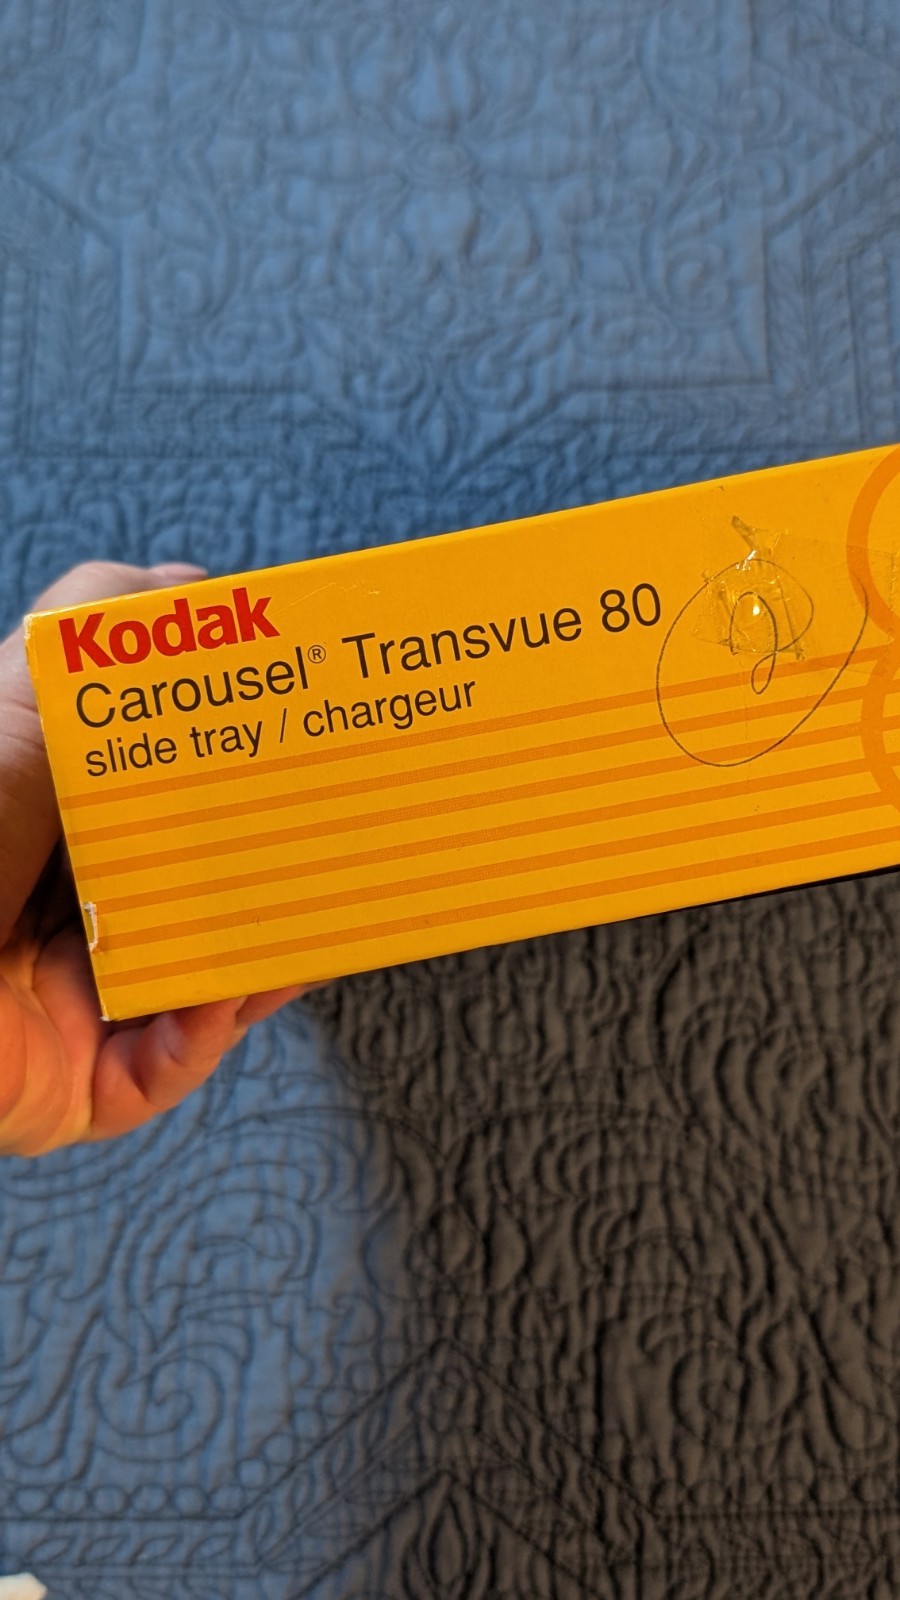 Kodak
Carousel® Transvue 80
slide tray / chargeur